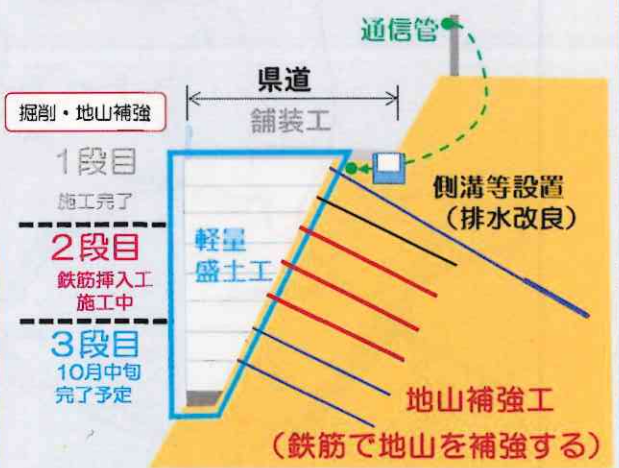 通信管
県道
掘削・地山補強
舗装工
1段目
施工完了
側溝等設置
（排水改良）
2段目
鉄筋挿入工
施工中
軽量
盛土工
3段目
10月中旬
完了予定
地山補強工
（鉄筋で地山を補強する）